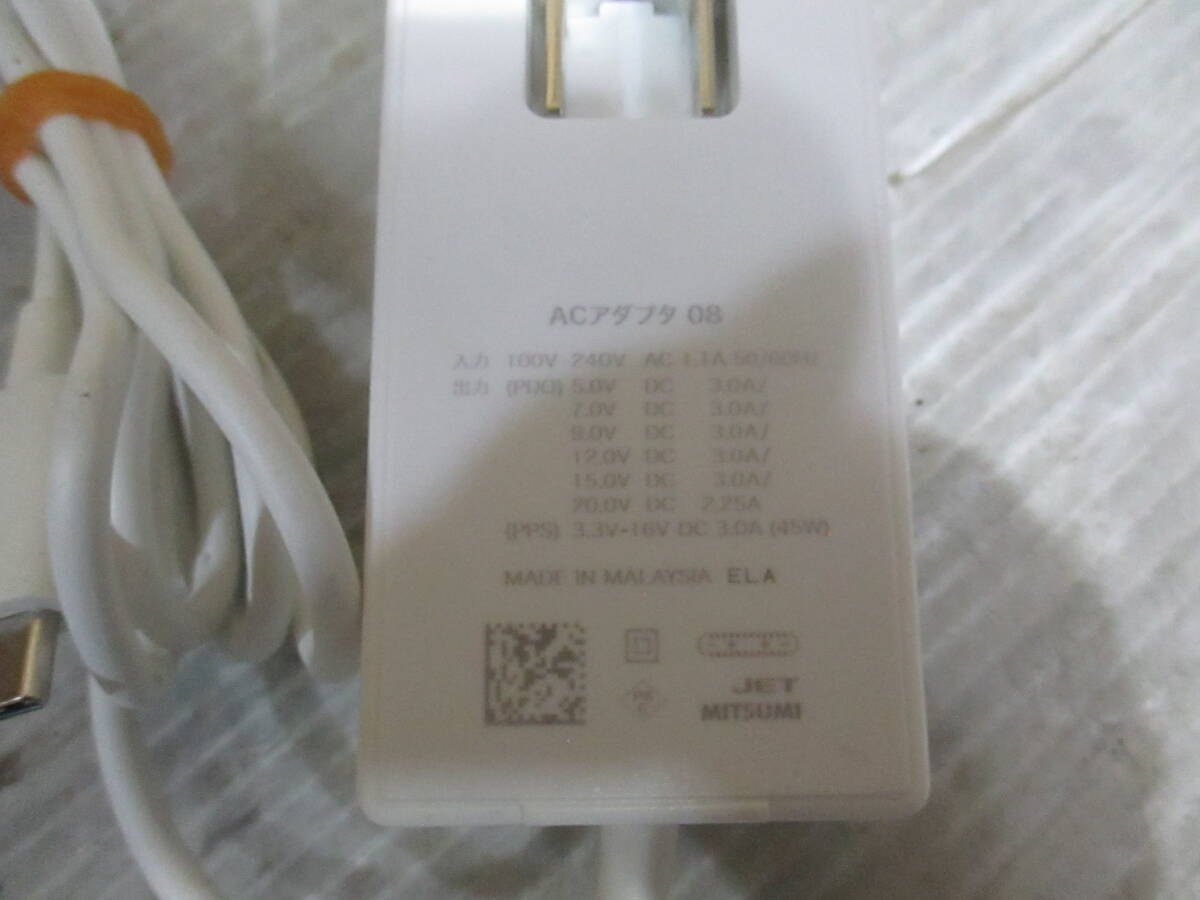 ACアダプタ 08
入力 100V-240V AC 1.1A 50/60Hz
出力 (PDO) 5.0V DC 3.0A/
7.0V DC 3.0A/
9.0V DC 3.0A/
12.0V DC 3.0A/
15.0V DC 3.0A/
20.0V DC 2.25A
(PPS) 3.3V-16V DC 3.0A (45W)
MADE IN MALAYSIA ELA
JET
MITSUMI